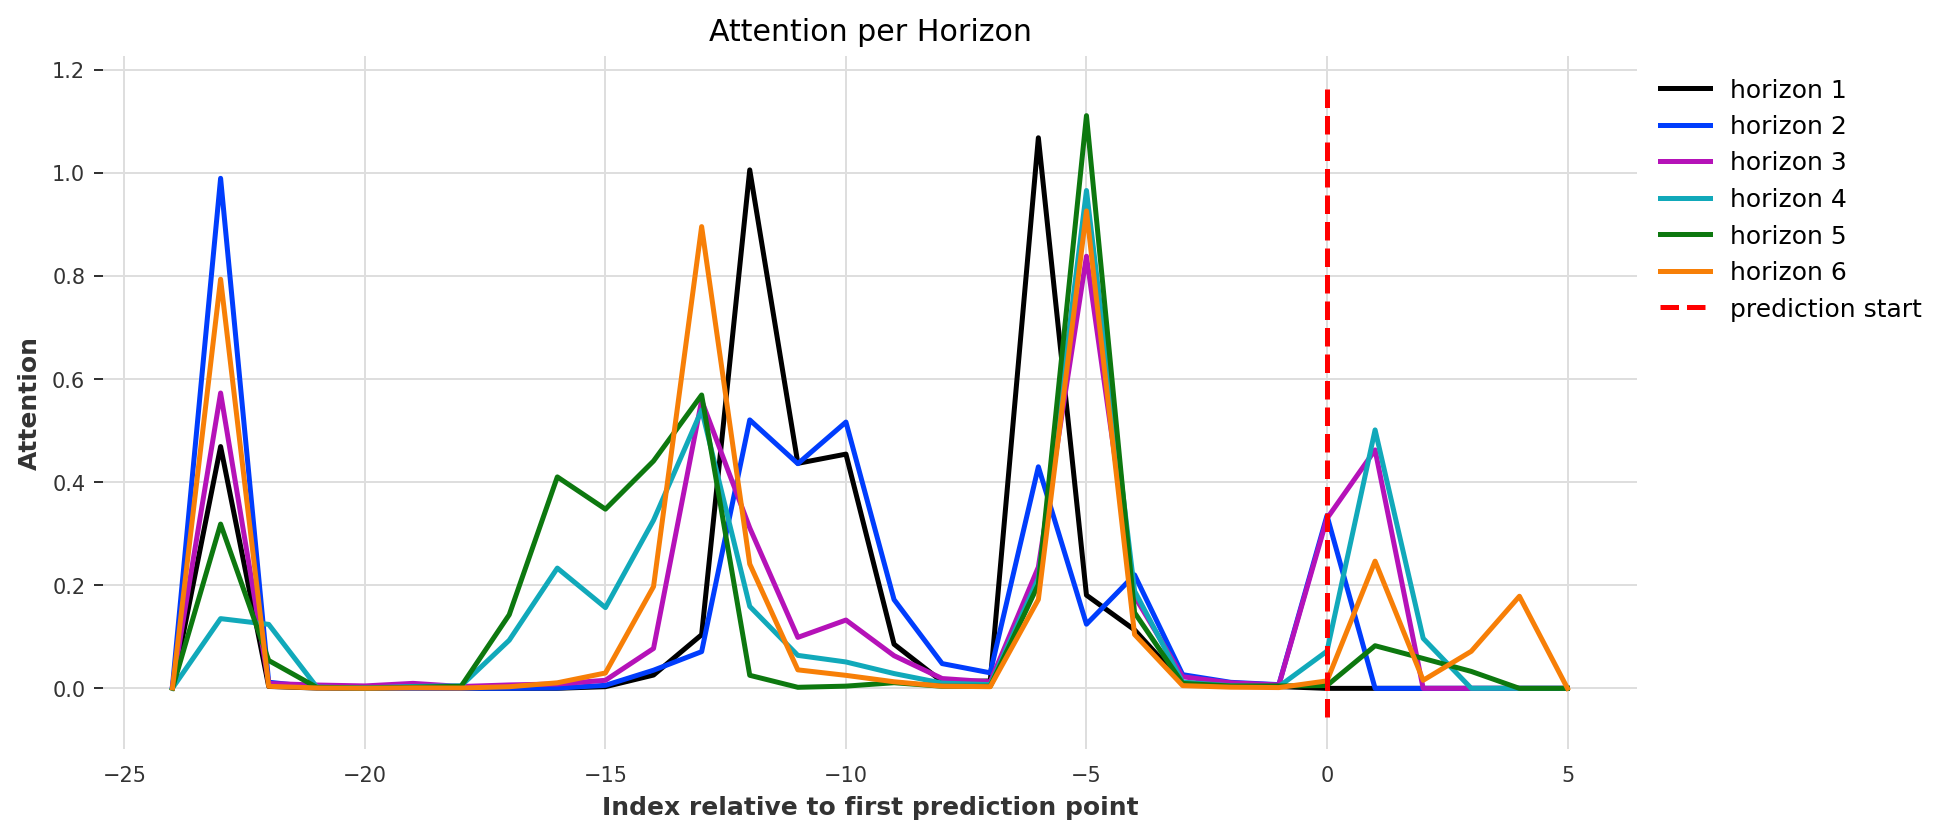 Attention per Horizon
1.2
1.0
0.8
0.6
0.4
0.2
0.0
Attention
−25
−20
−15
−10
−5
0
5
Index relative to first prediction point
horizon 1
horizon 2
horizon 3
horizon 4
horizon 5
horizon 6
prediction start